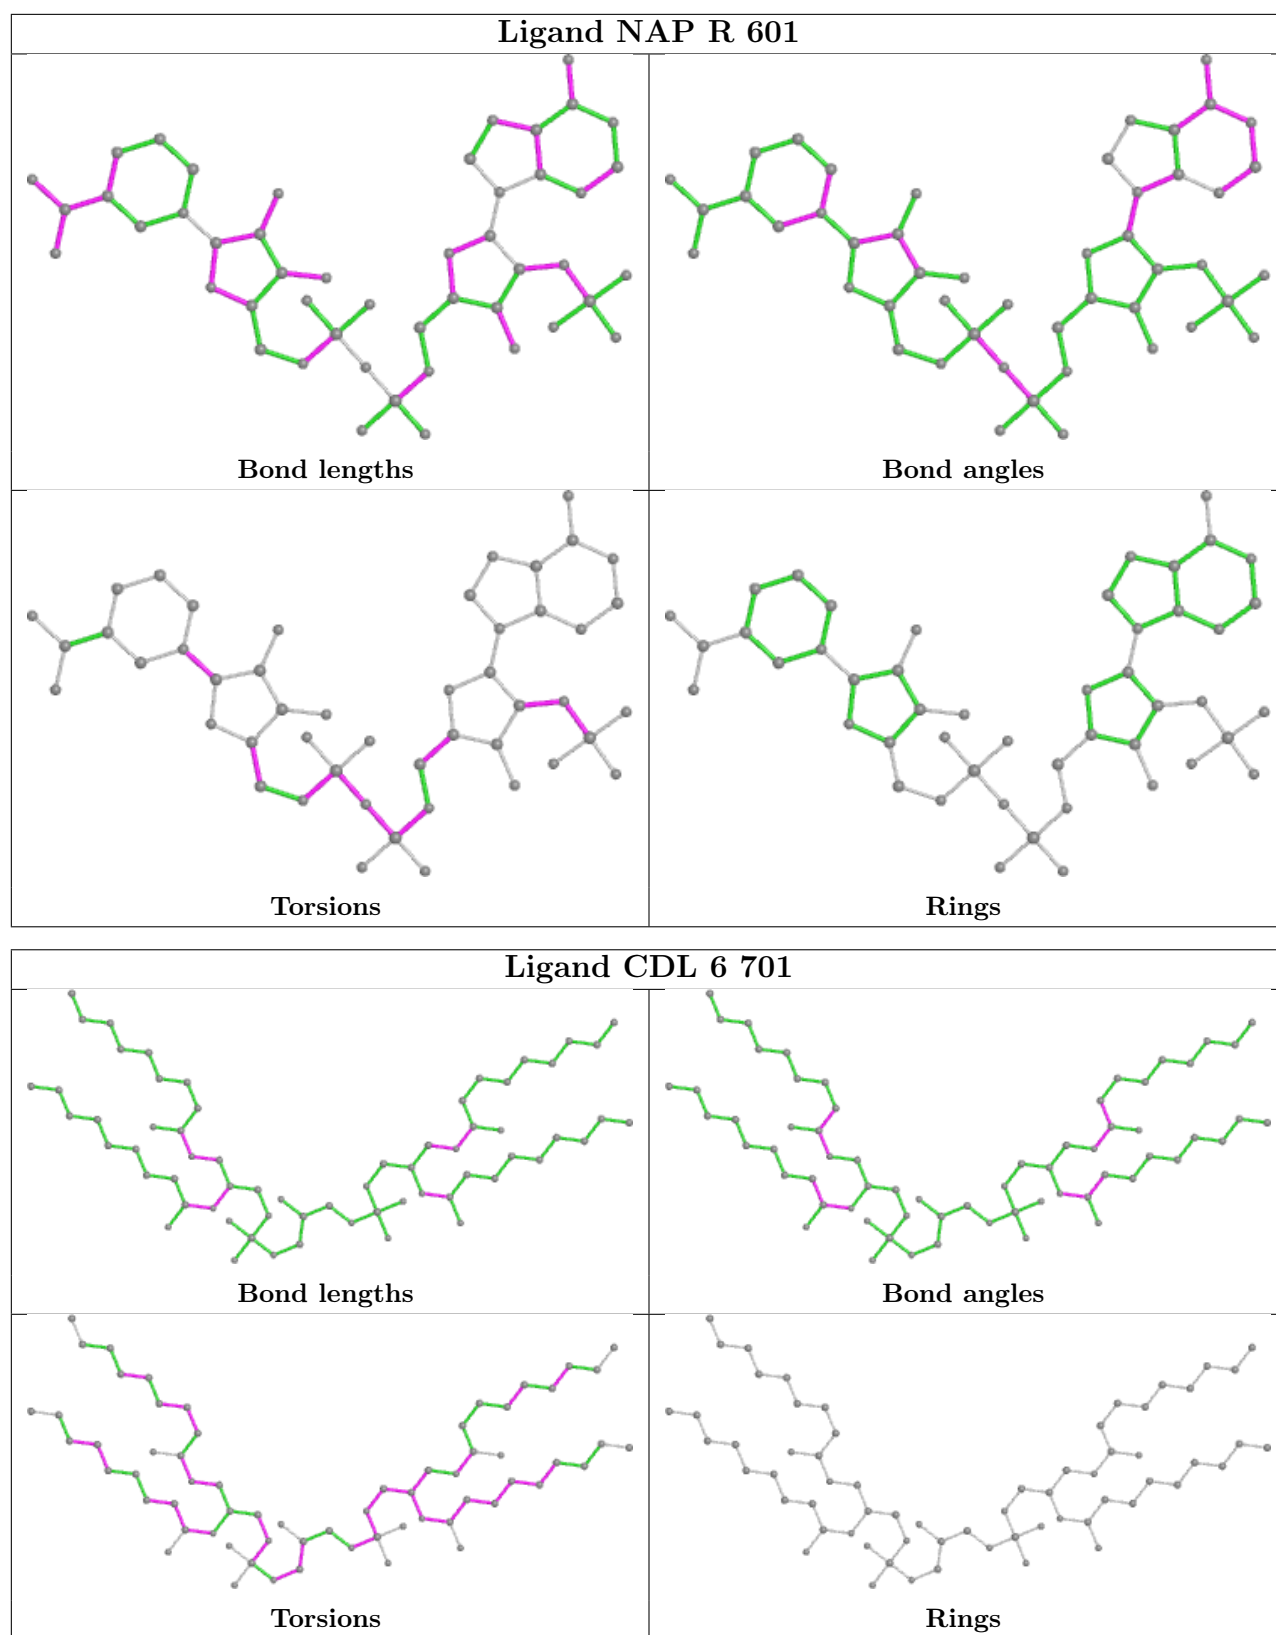 Ligand NAP R 601
Bond lengths
Bond angles
Torsions
Rings
Ligand CDL 6 701
Bond lengths
Bond angles
Torsions
Rings